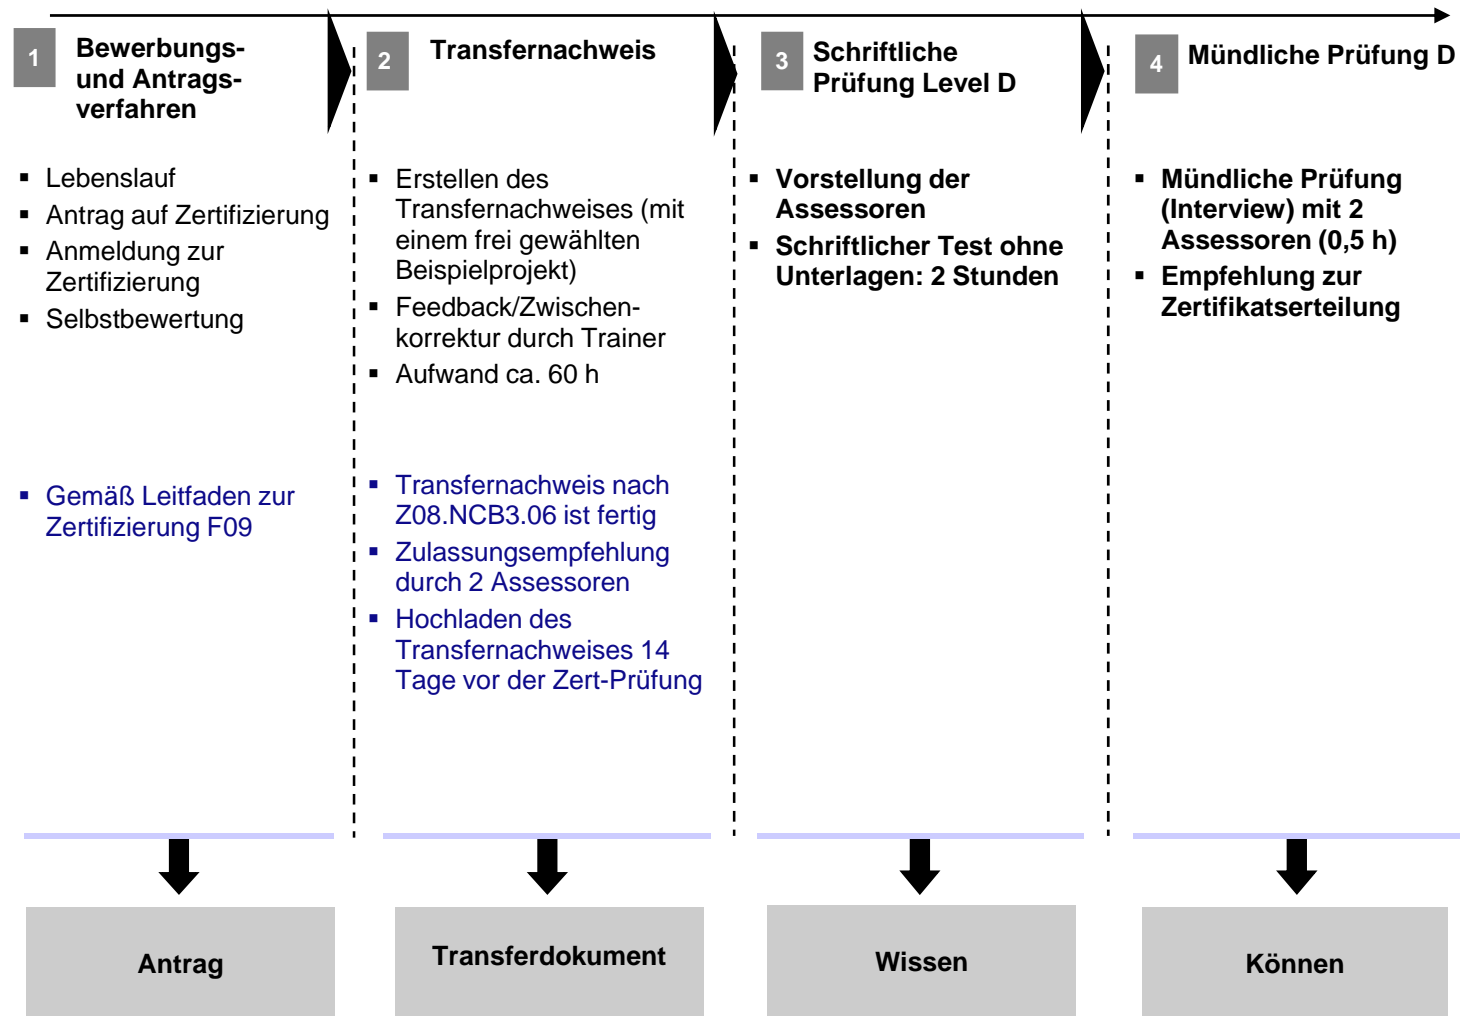 1
Bewerbungs-
und Antrags-
verfahren
▪ Lebenslauf
▪ Antrag auf Zertifizierung
▪ Anmeldung zur
Zertifizierung
▪ Selbstbewertung
▪ Gemäß Leitfaden zur
Zertifizierung F09
Antrag
2
Transfernachweis
▪ Erstellen des
Transfernachweises (mit
einem frei gewählten
Beispielprojekt)
▪ Feedback/Zwischen-
korrektur durch Trainer
▪ Aufwand ca. 60 h
▪ Transfernachweis nach
Z08.NCB3.06 ist fertig
▪ Zulassungsempfehlung
durch 2 Assessoren
▪ Hochladen des
Transfernachweises 14
Tage vor der Zert-Prüfung
Transferdokument
3
Schriftliche
Prüfung Level D
▪ Vorstellung der
Assessoren
▪ Schriftlicher Test ohne
Unterlagen: 2 Stunden
Wissen
4
Mündliche Prüfung D
▪ Mündliche Prüfung
(Interview) mit 2
Assessoren (0,5 h)
▪ Empfehlung zur
Zertifikatserteilung
Können